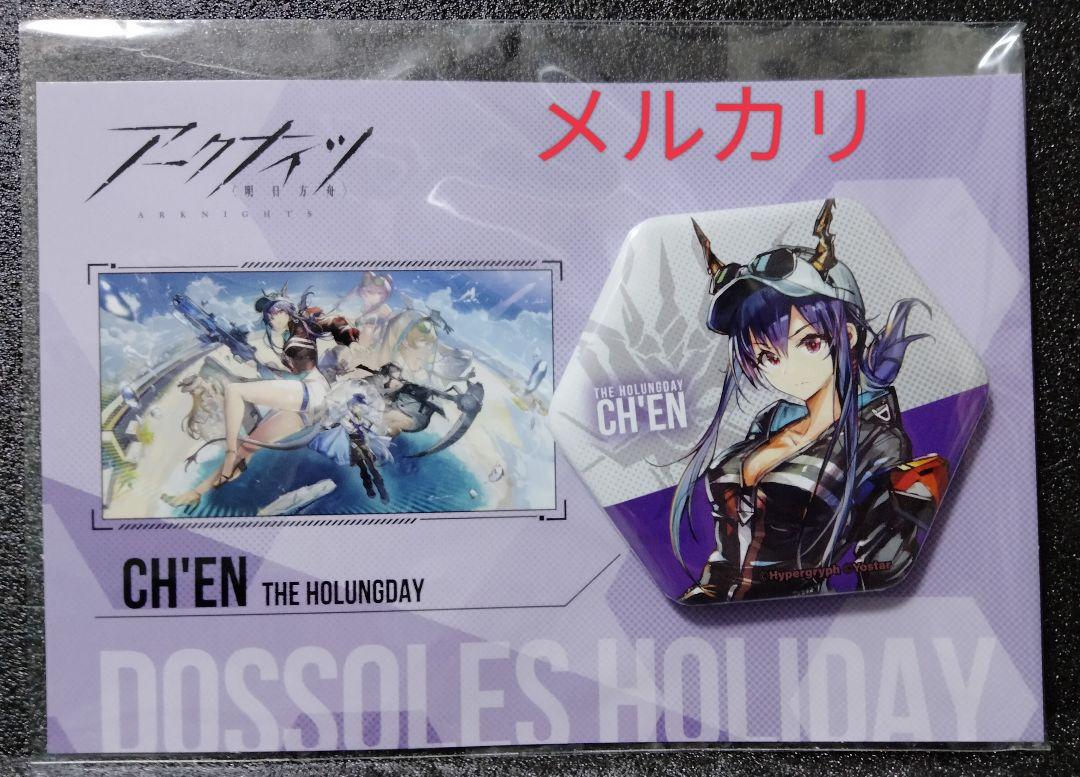 メルカリ
アークナイツ
(明日方舟)
ARKNIGHTS
THE HOLUNGDAY
CH'EN
©Hypergryph ©Yostar
CH'EN THE HOLUNGDAY
DOSSOLES HOLIDAY